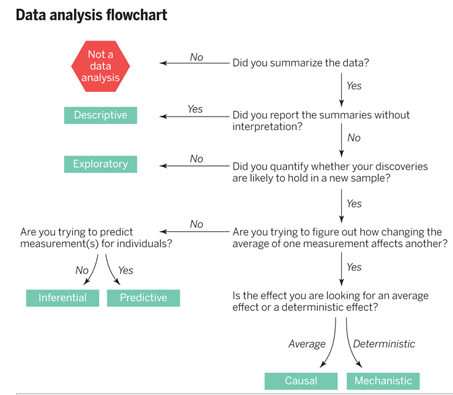 Data analysis flowchart
Not a
data
analysis
No
Did you summarize the data?
Yes
Descriptive
Yes
Did you report the summaries without
interpretation?
No
Exploratory
No
Did you quantify whether your discoveries
are likely to hold in a new sample?
Yes
Are you trying to predict
measurement(s) for individuals?
No
Are you trying to figure out how changing the
average of one measurement affects another?
No
Yes
Yes
Inferential
Predictive
Is the effect you are looking for an average
effect or a deterministic effect?
Average
Deterministic
Causal
Mechanistic